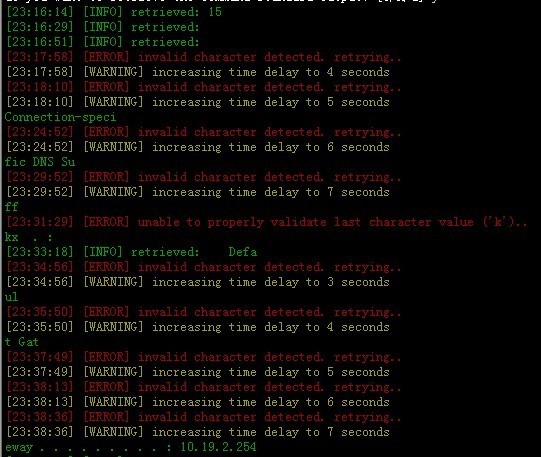 [23:16:14] [INFO] retrieved: 15
[23:16:29] [INFO] retrieved:
[23:16:51] [INFO] retrieved:
[23:17:58] [ERROR] invalid character detected. retrying..
[23:17:58] [WARNING] increasing time delay to 4 seconds
[23:18:10] [ERROR] invalid character detected. retrying..
[23:18:10] [WARNING] increasing time delay to 5 seconds
Connection-speci
[23:24:52] [ERROR] invalid character detected. retrying..
[23:24:52] [WARNING] increasing time delay to 6 seconds
fic DNS Su
[23:29:52] [ERROR] invalid character detected. retrying..
[23:29:52] [WARNING] increasing time delay to 7 seconds
ff
[23:31:29] [ERROR] unable to properly validate last character value ('k')..
kx . :
[23:33:18] [INFO] retrieved:    Defa
[23:34:56] [ERROR] invalid character detected. retrying..
[23:34:56] [WARNING] increasing time delay to 3 seconds
ul
[23:35:50] [ERROR] invalid character detected. retrying..
[23:35:50] [WARNING] increasing time delay to 4 seconds
t Gat
[23:37:49] [ERROR] invalid character detected. retrying..
[23:37:49] [WARNING] increasing time delay to 5 seconds
[23:38:13] [ERROR] invalid character detected. retrying..
[23:38:13] [WARNING] increasing time delay to 6 seconds
[23:38:36] [ERROR] invalid character detected. retrying..
[23:38:36] [WARNING] increasing time delay to 7 seconds
eway . . . . . . . . . : 10.19.2.254